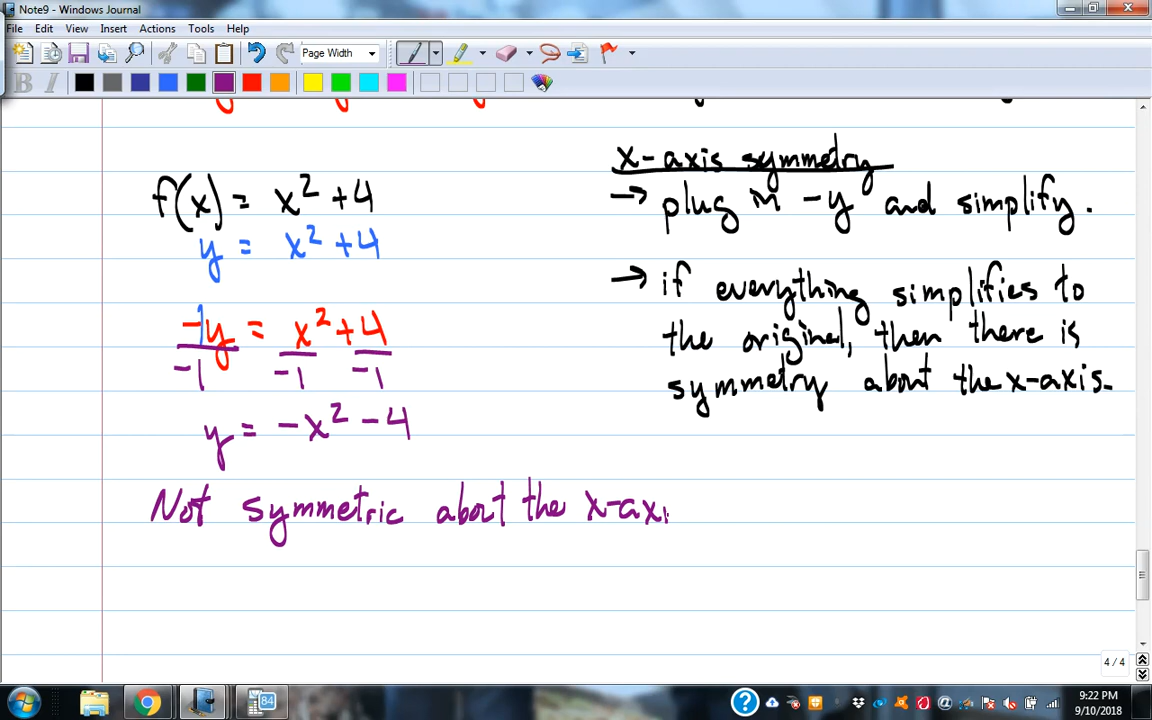 Note9 - Windows Journal
File Edit View Insert Actions Tools Help
Page Width
B I
f(x) = x² + 4
y = x² + 4
-1y = x² + 4
-1 -1 -1
y = -x² - 4
Not symmetric about the x-axi
x-axis symmetry
→ plug in -y and simplify.
→ if everything simplifies to
the original, then there is
symmetry about the x-axis.
4 / 4
84
9:22 PM
9/10/2018